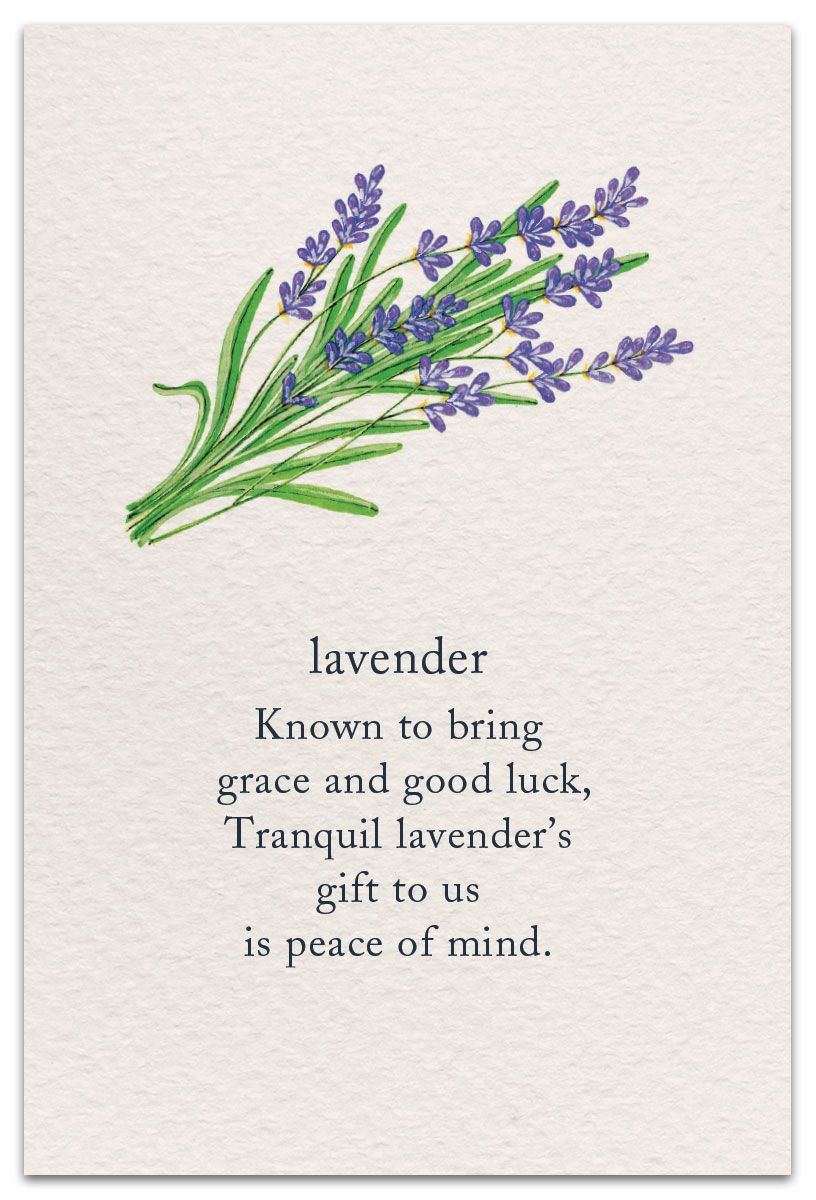 lavender
Known to bring
grace and good luck,
Tranquil lavender’s
gift to us
is peace of mind.